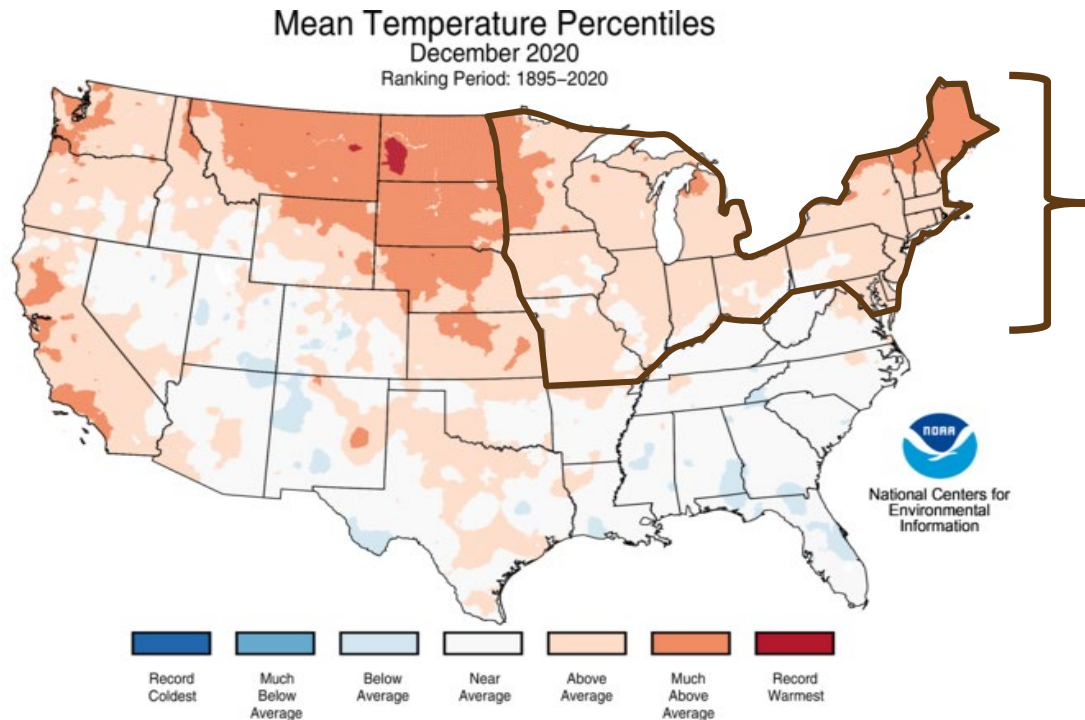 Mean Temperature Percentiles
December 2020
Ranking Period: 1895–2020
NOAA
National Centers for
Environmental
Information
Record
Coldest
Much
Below
Average
Below
Average
Near
Average
Above
Average
Much
Above
Average
Record
Warmest